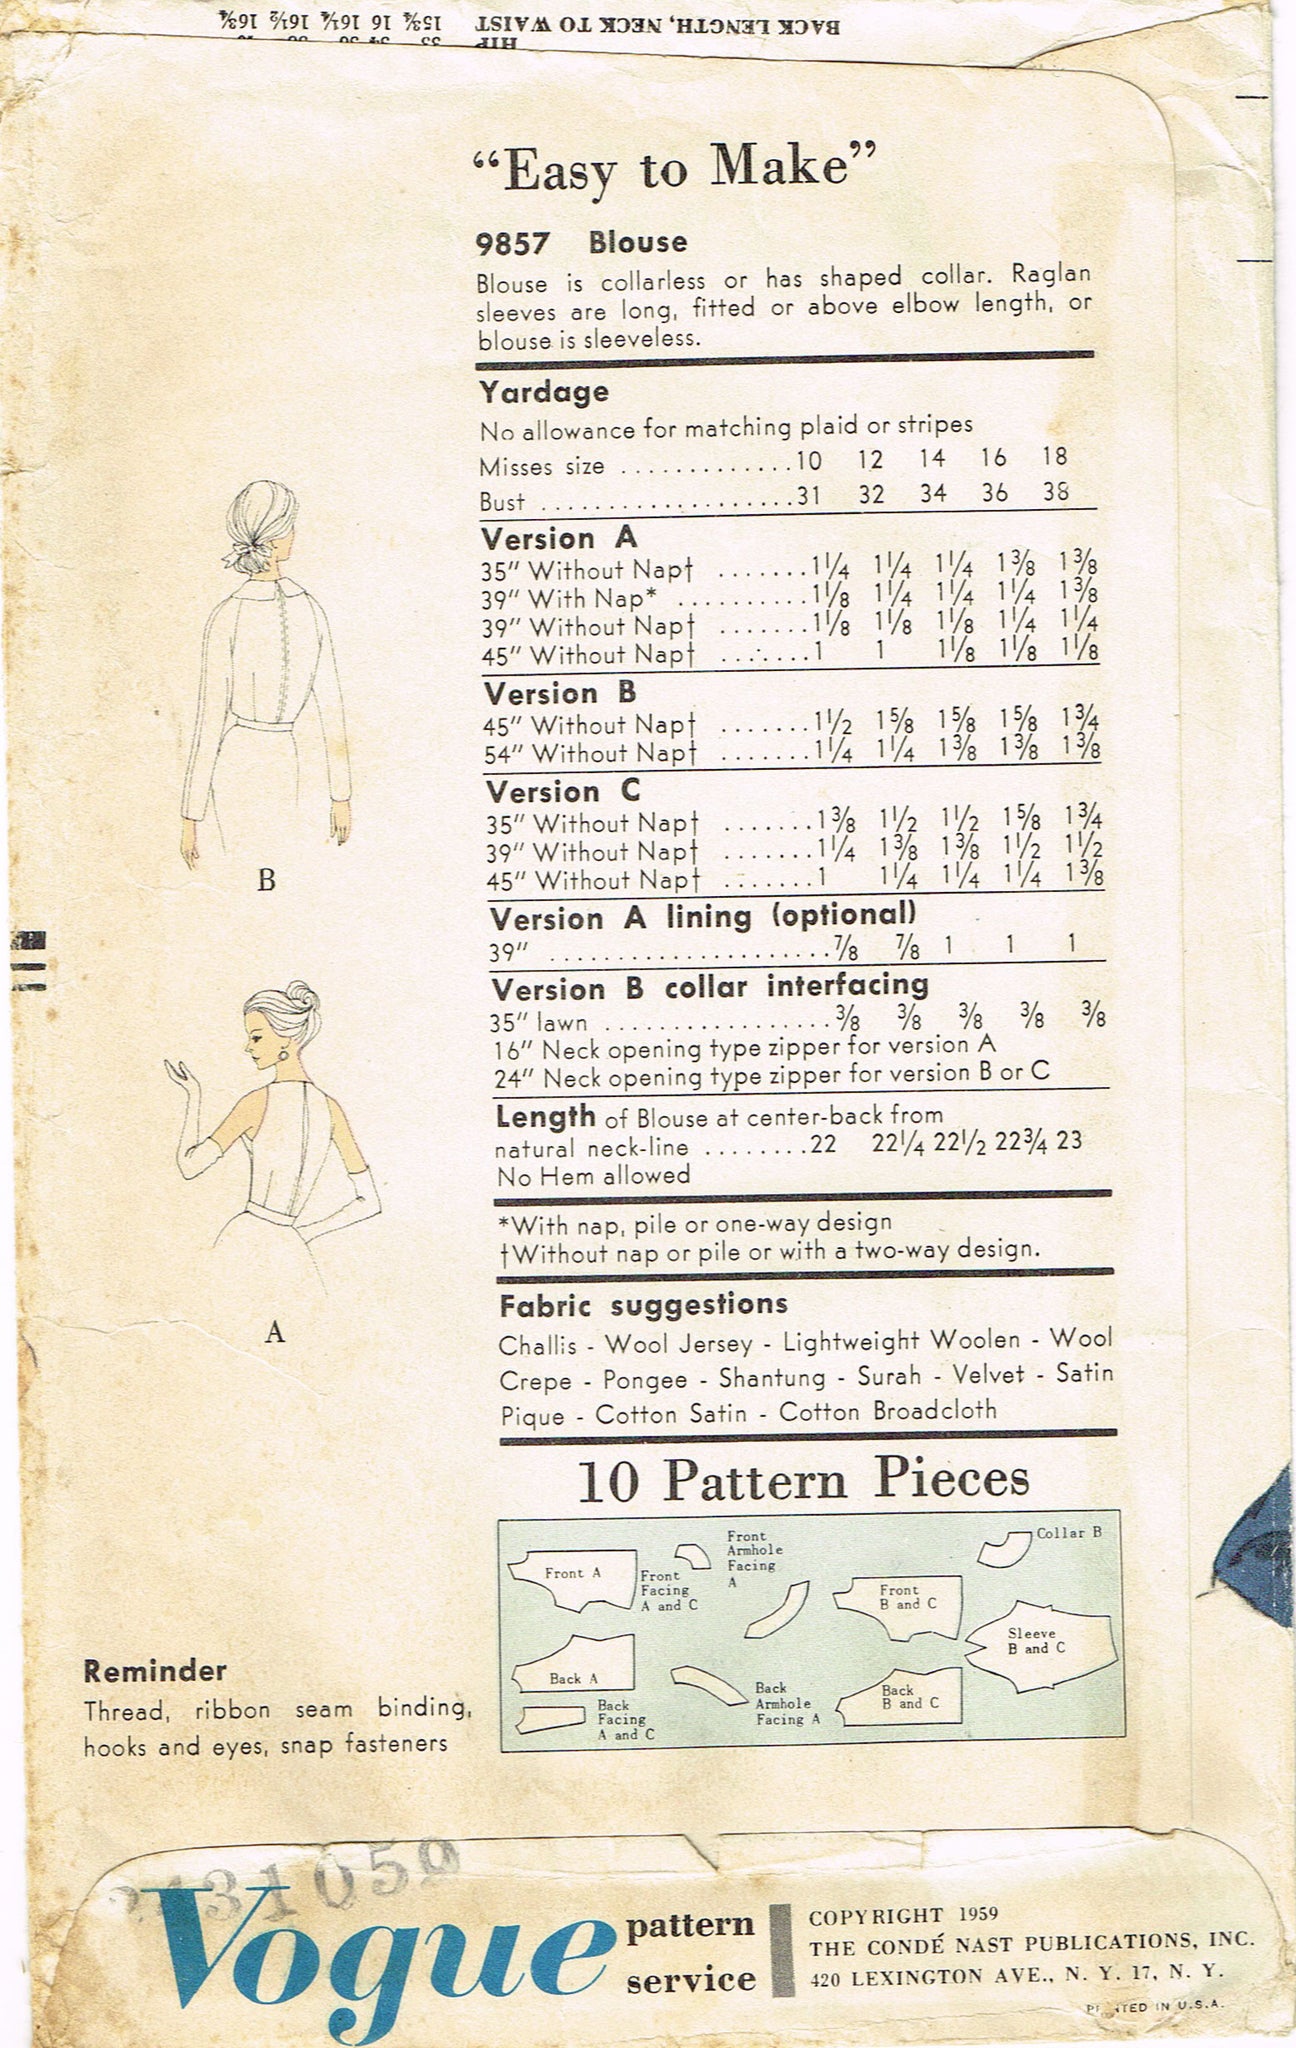 BACK LENGTH, NECK TO WAIST 15¾ 16 16¼ 16½ 16¾
HIP
"Easy to Make"
9857 Blouse
Blouse is collarless or has shaped collar. Raglan
sleeves are long, fitted or above elbow length, or
blouse is sleeveless.
Yardage
No allowance for matching plaid or stripes
Misses size .............10 12 14 16 18
Bust ...................31 32 34 36 38
Version A
35" Without Nap† .......1¼ 1¼ 1¼ 1⅜ 1⅜
39" With Nap* ..........1⅛ 1¼ 1¼ 1¼ 1⅜
39" Without Nap† .......1⅛ 1⅛ 1⅛ 1¼ 1¼
45" Without Nap† .......1 1 1⅛ 1⅛ 1⅛
Version B
45" Without Nap† .......1½ 1⅝ 1⅝ 1⅝ 1¾
54" Without Nap† .......1¼ 1¼ 1⅜ 1⅜ 1⅜
Version C
35" Without Nap† .......1⅜ 1½ 1½ 1⅝ 1¾
39" Without Nap† .......1¼ 1⅜ 1⅜ 1½ 1½
45" Without Nap† .......1 1¼ 1¼ 1¼ 1⅜
Version A lining (optional)
39" .....................⅞ ⅞ 1 1 1
Version B collar interfacing
35" lawn .................⅜ ⅜ ⅜ ⅜ ⅜
16" Neck opening type zipper for version A
24" Neck opening type zipper for version B or C
Length of Blouse at center-back from
natural neck-line ........22 22¼ 22½ 22¾ 23
No Hem allowed
*With nap, pile or one-way design
†Without nap or pile or with a two-way design.
Fabric suggestions
Challis - Wool Jersey - Lightweight Woolen - Wool
Crepe - Pongee - Shantung - Surah - Velvet - Satin
Pique - Cotton Satin - Cotton Broadcloth
B
A
10 Pattern Pieces
Front A
Front
Facing
A and C
Front
Armhole
Facing
A
Front
B and C
Collar B
Sleeve
B and C
Back A
Back
Facing
A and C
Back
Armhole
Facing A
Back
B and C
Reminder
Thread, ribbon seam binding,
hooks and eyes, snap fasteners
Vogue pattern
service
COPYRIGHT 1959
THE CONDÉ NAST PUBLICATIONS, INC.
420 LEXINGTON AVE., N. Y. 17, N. Y.
PRINTED IN U.S.A.